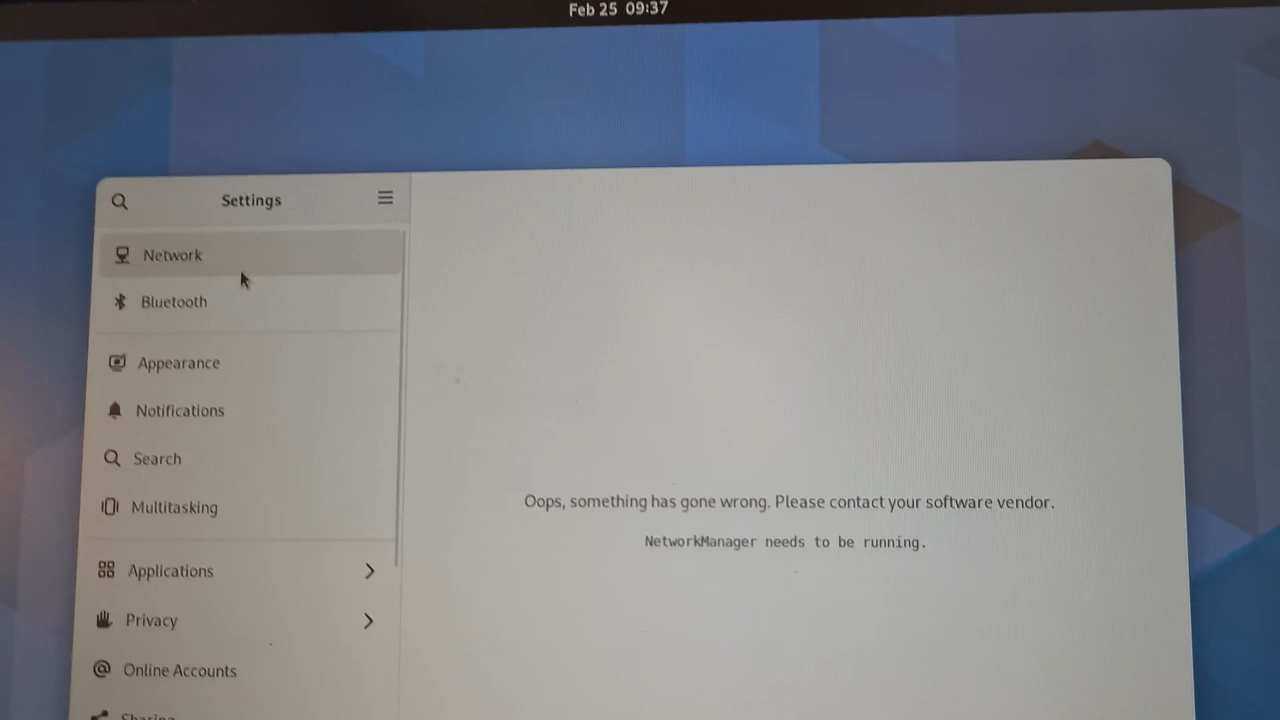 Feb 25 09:37
Settings
Network
Bluetooth
Appearance
Notifications
Search
Multitasking
Applications
Privacy
Online Accounts
Sharing
Oops, something has gone wrong. Please contact your software vendor.
NetworkManager needs to be running.